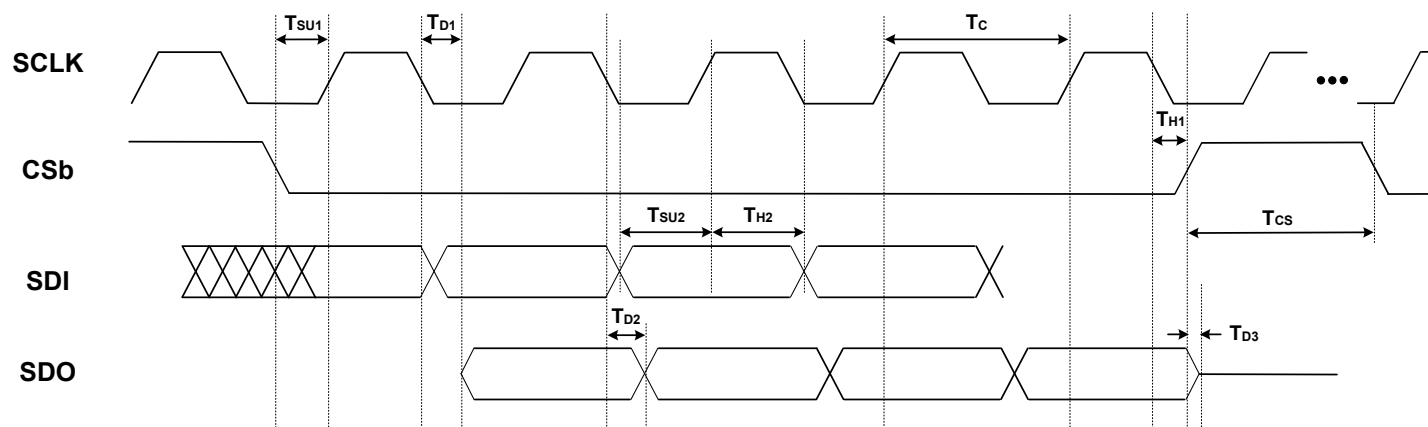 TSU1
TD1
TC
SCLK
•••
TH1
CSb
TSU2
TH2
TCS
SDI
TD2
TD3
SDO